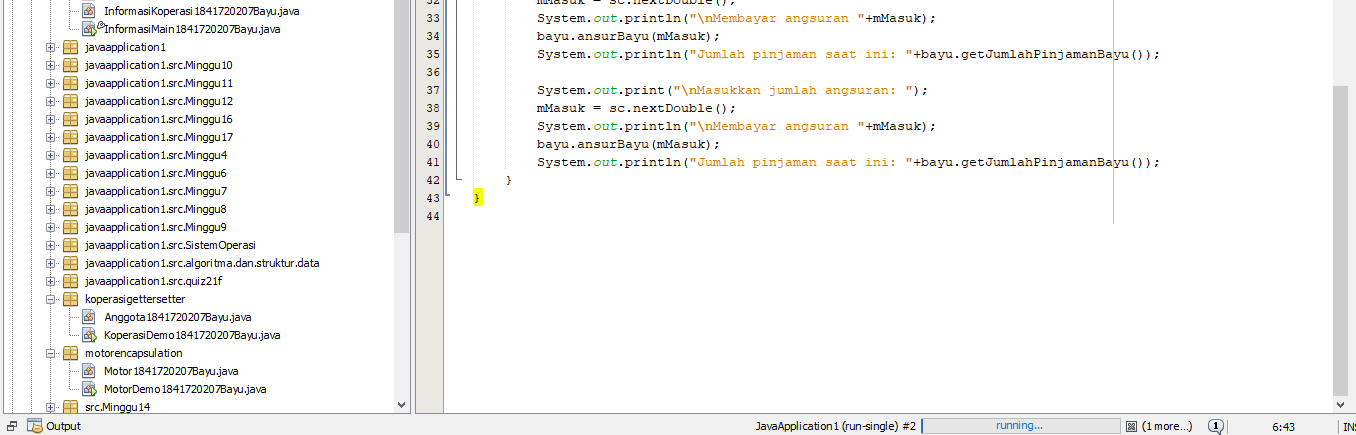 InformasiKoperasi1841720207Bayu.java
InformasiMain1841720207Bayu.java
javaapplication1
javaapplication1.src.Minggu10
javaapplication1.src.Minggu11
javaapplication1.src.Minggu12
javaapplication1.src.Minggu16
javaapplication1.src.Minggu17
javaapplication1.src.Minggu4
javaapplication1.src.Minggu6
javaapplication1.src.Minggu7
javaapplication1.src.Minggu8
javaapplication1.src.Minggu9
javaapplication1.src.SistemOperasi
javaapplication1.src.algoritma.dan.struktur.data
javaapplication1.src.quiz21f
koperasigettersetter
Anggota1841720207Bayu.java
KoperasiDemo1841720207Bayu.java
motorencapsulation
Motor1841720207Bayu.java
MotorDemo1841720207Bayu.java
src.Minggu14
32 mMasuk = sc.nextDouble();
33 System.out.println("\nMembayar angsuran "+mMasuk);
34 bayu.ansurBayu(mMasuk);
35 System.out.println("Jumlah pinjaman saat ini: "+bayu.getJumlahPinjamanBayu());
36
37 System.out.print("\nMasukkan jumlah angsuran: ");
38 mMasuk = sc.nextDouble();
39 System.out.println("\nMembayar angsuran "+mMasuk);
40 bayu.ansurBayu(mMasuk);
41 System.out.println("Jumlah pinjaman saat ini: "+bayu.getJumlahPinjamanBayu());
42 }
43 }
44
Output JavaApplication1 (run-single) #2 running... (1 more...) 1 6:43 INS